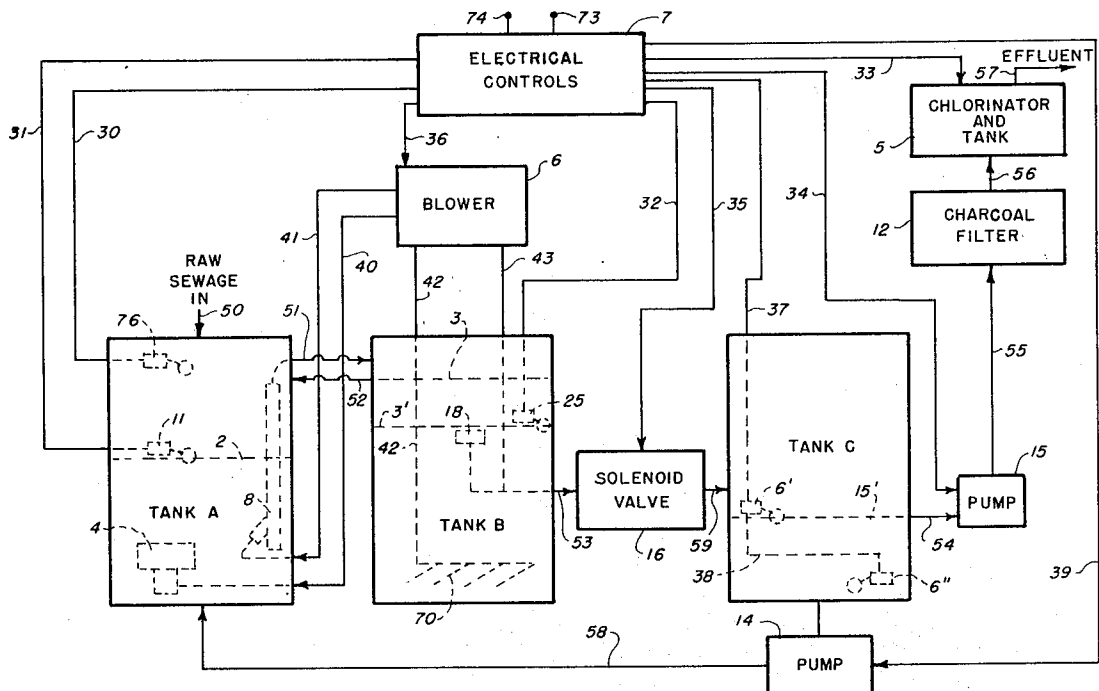 74
73
7
ELECTRICAL
CONTROLS
33
57
EFFLUENT
31
30
36
6
BLOWER
32
35
34
5
CHLORINATOR
AND
TANK
56
12
CHARCOAL
FILTER
41
40
42
43
RAW
SEWAGE
IN
50
51
3
37
55
76
52
3'
18
25
11
2
42
TANK A
8
4
TANK B
53
SOLENOID
VALVE
16
59
TANK C
6'
15'
15
PUMP
54
38
6"
39
70
14
58
PUMP